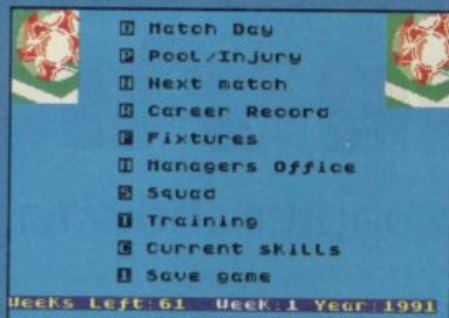 D Match Day
P Pool/Injury
N Next match
R Career Record
F Fixtures
M Managers Office
S Squad
T Training
C Current sKills
1 Save game
WeeKs Left:61 WeeK:1 Year:1991